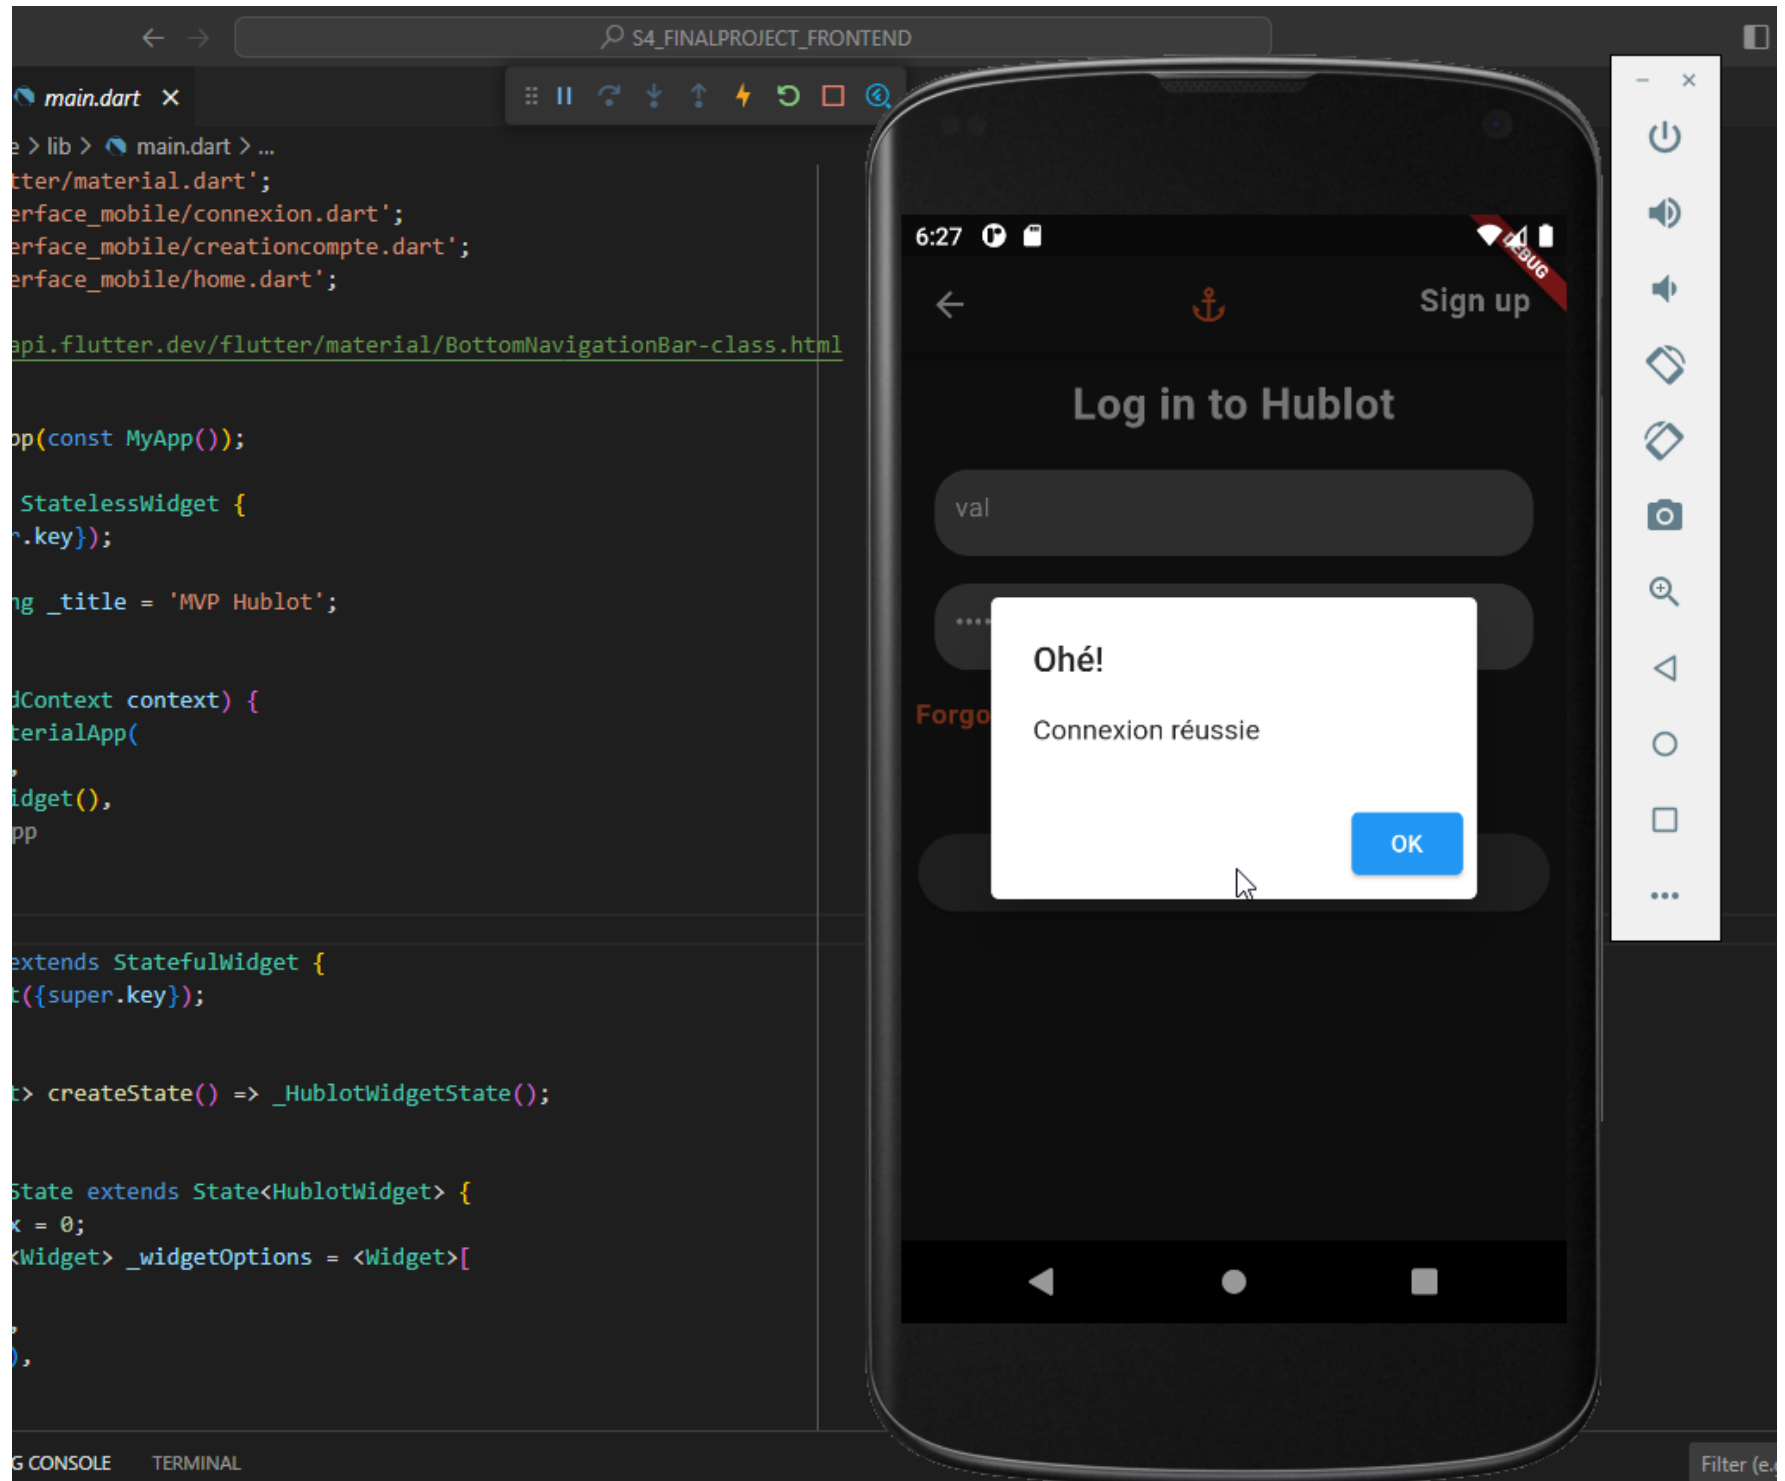 S4_FINALPROJECT_FRONTEND
main.dart
e > lib > main.dart > ...
tter/material.dart';
erface_mobile/connexion.dart';
erface_mobile/creationcompte.dart';
erface_mobile/home.dart';
api.flutter.dev/flutter/material/BottomNavigationBar-class.html
pp(const MyApp());
StatelessWidget {
r.key});
ng _title = 'MVP Hublot';
dContext context) {
terialApp(
,
idget(),
pp
extends StatefulWidget {
t({super.key});
t> createState() => _HublotWidgetState();
State extends State<HublotWidget> {
x = 0;
<Widget> _widgetOptions = <Widget>[
,
),
G CONSOLE
TERMINAL
Filter (e.
6:27
DEBUG
Sign up
Log in to Hublot
val
••••
Forgo
Ohé!
Connexion réussie
OK